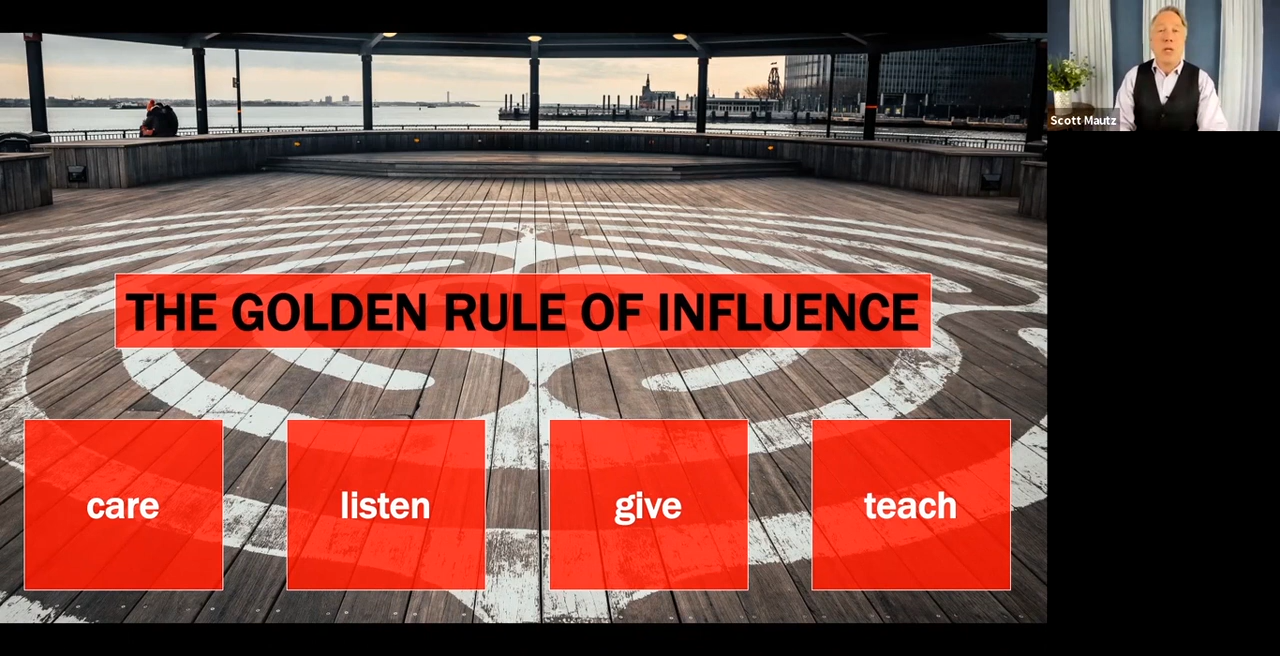 THE GOLDEN RULE OF INFLUENCE
care
listen
give
teach
Scott Mautz